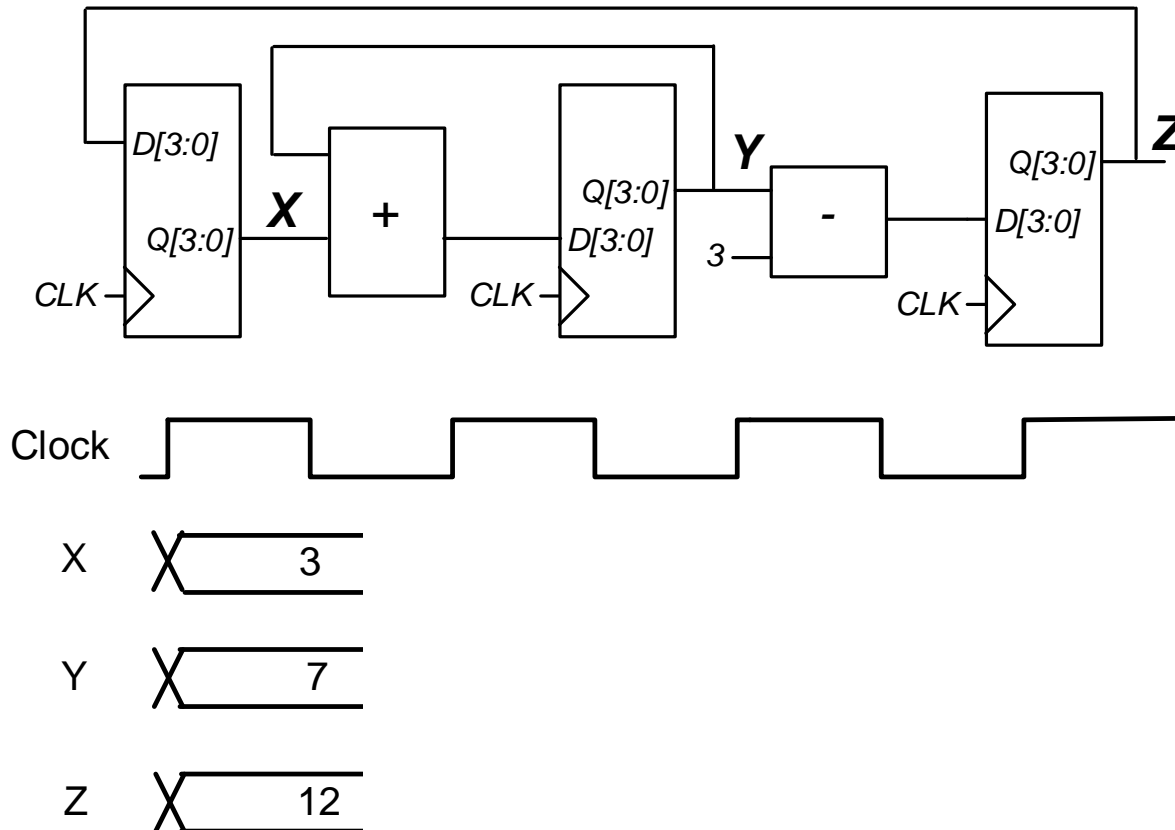 Z
D[3:0]
Q[3:0]
X
CLK
+
Q[3:0]
D[3:0]
CLK
Y
3
-
Q[3:0]
D[3:0]
CLK
Clock
X 3
Y 7
Z 12